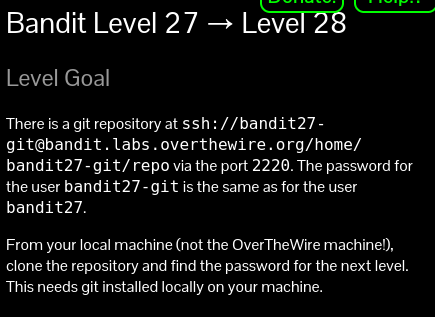 Donate! Help!?
Bandit Level 27 → Level 28
Level Goal
There is a git repository at ssh://bandit27-
git@bandit.labs.overthewire.org/home/
bandit27-git/repo via the port 2220. The password for
the user bandit27-git is the same as for the user
bandit27.
From your local machine (not the OverTheWire machine!),
clone the repository and find the password for the next level.
This needs git installed locally on your machine.